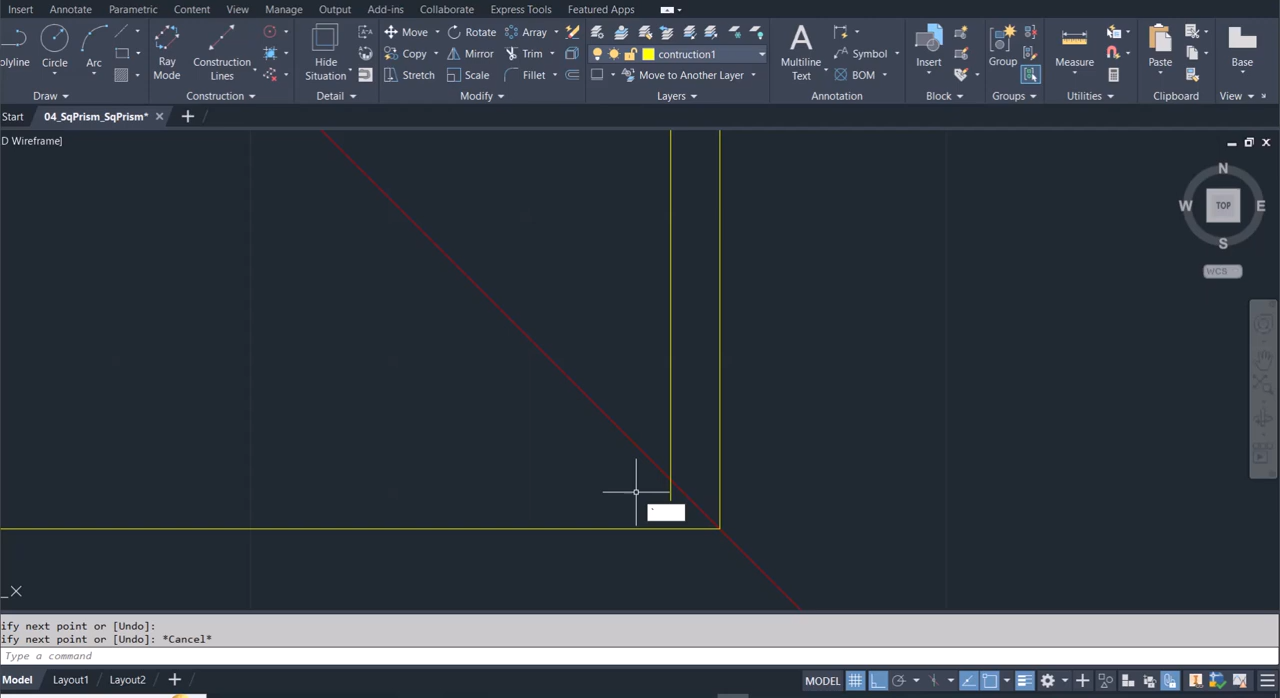 Insert Annotate Parametric Content View Manage Output Add-ins Collaborate Express Tools Featured Apps
olyline Circle Arc Ray Mode Construction Lines Hide Situation Move Rotate Array Copy Mirror Trim Stretch Scale Fillet contruction1 Move to Another Layer Multiline Text Symbol BOM Insert Group Measure Paste Base
Draw Construction Detail Modify Layers Annotation Block Groups Utilities Clipboard View
Start 04_SqPrism_SqPrism*
D Wireframe]
N
W TOP E
S
WCS
X
ify next point or [Undo]:
ify next point or [Undo]: *Cancel*
Type a command
Model Layout1 Layout2 MODEL